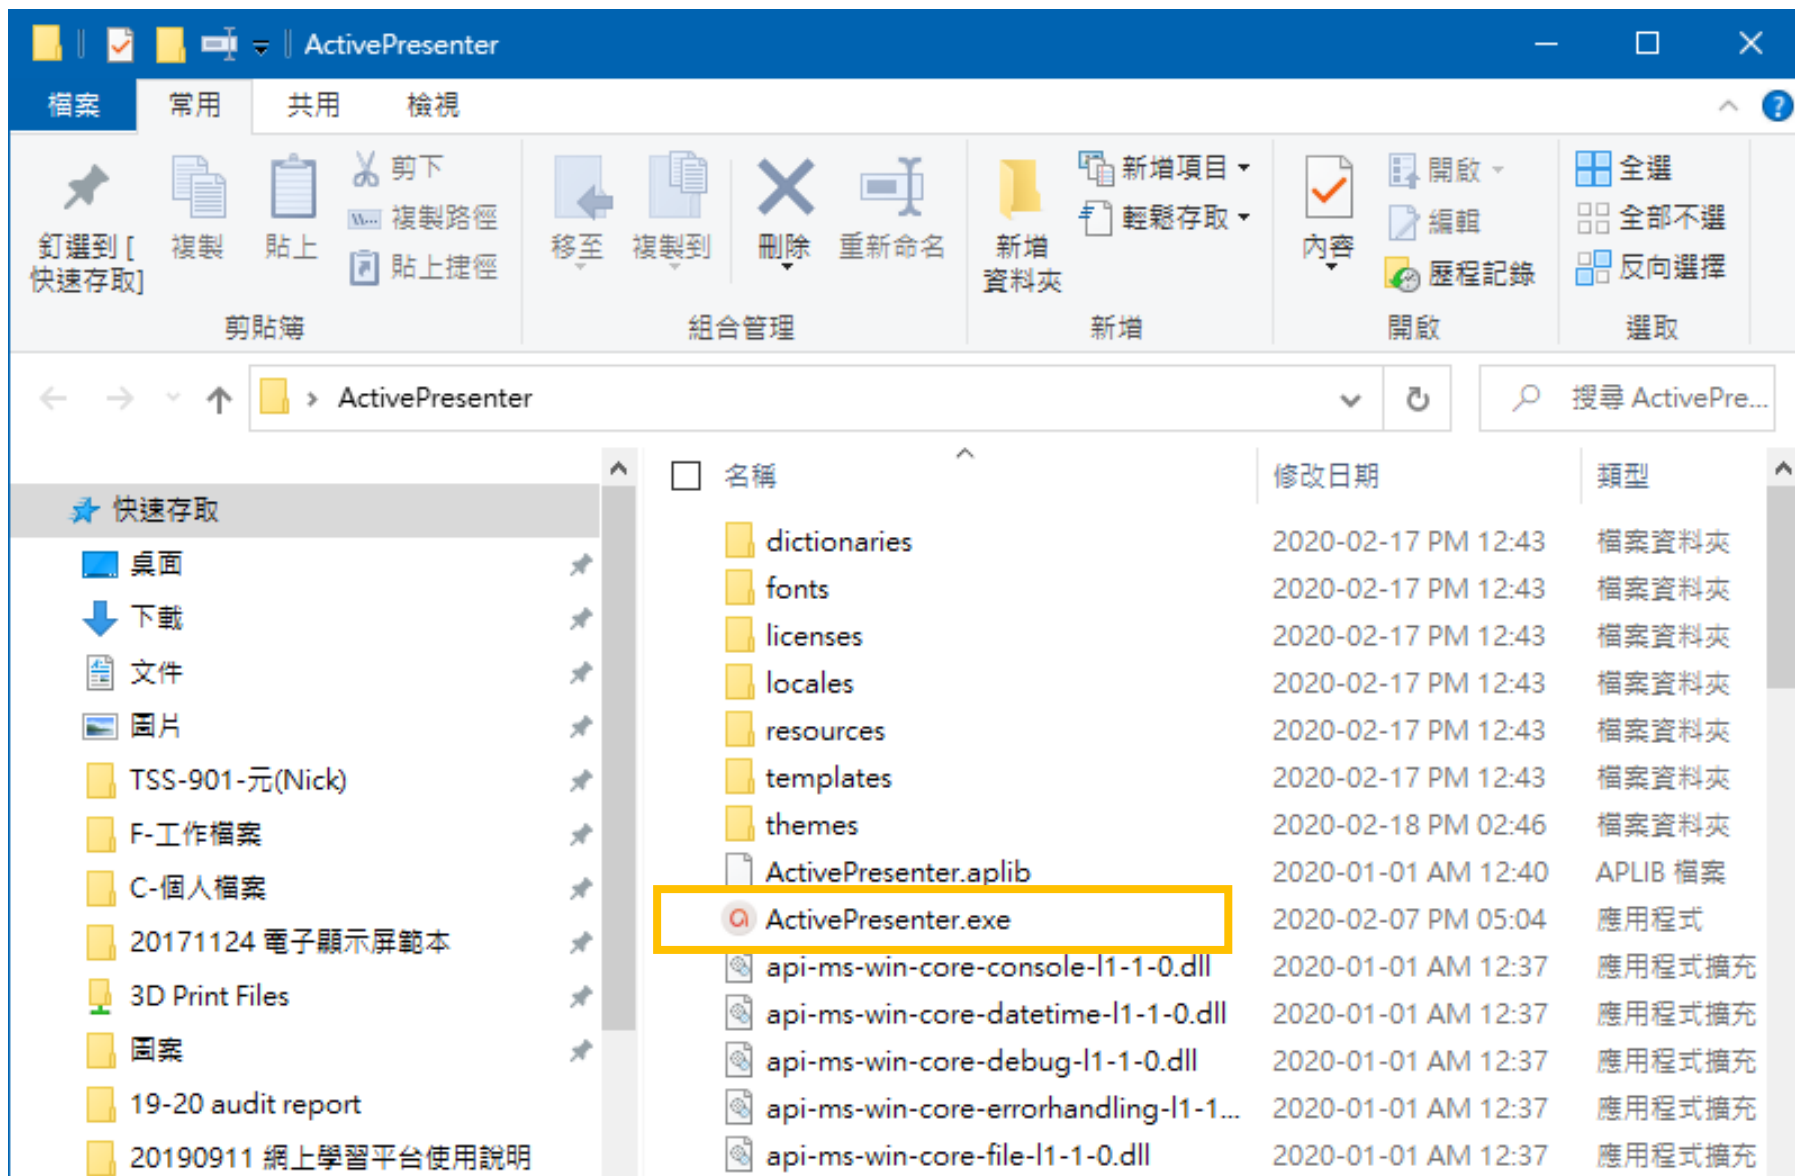 ActivePresenter
檔案 常用 共用 檢視
釘選到 [
快速存取]
複製
貼上
剪下
複製路徑
貼上捷徑
剪貼簿
移至
複製到
刪除
重新命名
組合管理
新增
資料夾
新增項目
輕鬆存取
新增
內容
開啟
編輯
歷程記錄
開啟
全選
全部不選
反向選擇
選取
ActivePresenter
搜尋 ActivePre...
快速存取
桌面
下載
文件
圖片
TSS-901-元(Nick)
F-工作檔案
C-個人檔案
20171124 電子顯示屏範本
3D Print Files
圖案
19-20 audit report
20190911 網上學習平台使用說明
名稱 修改日期 類型
dictionaries 2020-02-17 PM 12:43 檔案資料夾
fonts 2020-02-17 PM 12:43 檔案資料夾
licenses 2020-02-17 PM 12:43 檔案資料夾
locales 2020-02-17 PM 12:43 檔案資料夾
resources 2020-02-17 PM 12:43 檔案資料夾
templates 2020-02-17 PM 12:43 檔案資料夾
themes 2020-02-18 PM 02:46 檔案資料夾
ActivePresenter.aplib 2020-01-01 AM 12:40 APLIB 檔案
ActivePresenter.exe 2020-02-07 PM 05:04 應用程式
api-ms-win-core-console-l1-1-0.dll 2020-01-01 AM 12:37 應用程式擴充
api-ms-win-core-datetime-l1-1-0.dll 2020-01-01 AM 12:37 應用程式擴充
api-ms-win-core-debug-l1-1-0.dll 2020-01-01 AM 12:37 應用程式擴充
api-ms-win-core-errorhandling-l1-1... 2020-01-01 AM 12:37 應用程式擴充
api-ms-win-core-file-l1-1-0.dll 2020-01-01 AM 12:37 應用程式擴充